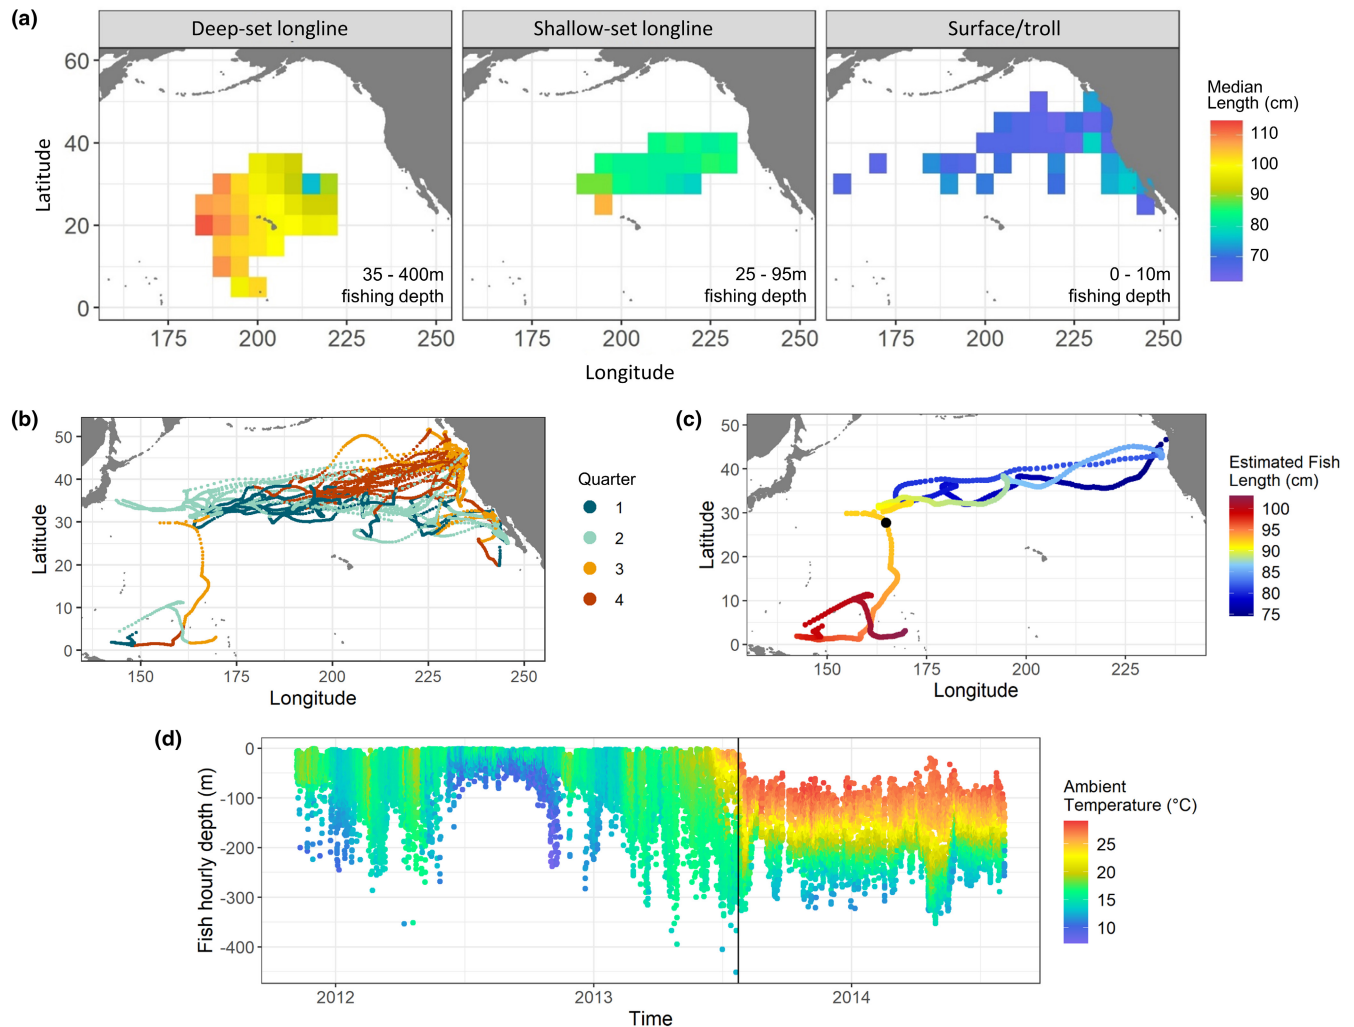 (a)
Deep-set longline
Shallow-set longline
Surface/troll
60
40
20
0
Latitude
35 - 400m
fishing depth
25 - 95m
fishing depth
0 - 10m
fishing depth
175 200 225 250
175 200 225 250
175 200 225 250
Longitude
Median
Length (cm)
110
100
90
80
70
(b)
50
40
30
20
10
0
Latitude
150 175 200 225 250
Longitude
Quarter
1
2
3
4
(c)
50
40
30
20
10
0
Latitude
150 175 200 225
Longitude
Estimated Fish
Length (cm)
100
95
90
85
80
75
(d)
0
-100
-200
-300
-400
Fish hourly depth (m)
2012 2013 2014
Time
Ambient
Temperature (°C)
25
20
15
10